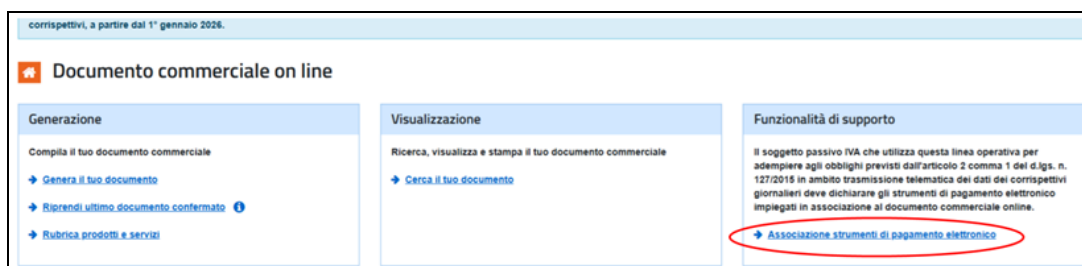 corrispettivi, a partire dal 1° gennaio 2026.
Documento commerciale on line
Generazione
Compila il tuo documento commerciale
Genera il tuo documento
Riprendi ultimo documento confermato
Rubrica prodotti e servizi
Visualizzazione
Ricerca, visualizza e stampa il tuo documento commerciale
Cerca il tuo documento
Funzionalità di supporto
Il soggetto passivo IVA che utilizza questa linea operativa per
adempiere agli obblighi previsti dall'articolo 2 comma 1 del d.lgs. n.
127/2015 in ambito trasmissione telematica dei dati dei corrispettivi
giornalieri deve dichiarare gli strumenti di pagamento elettronico
impiegati in associazione al documento commerciale online.
Associazione strumenti di pagamento elettronico